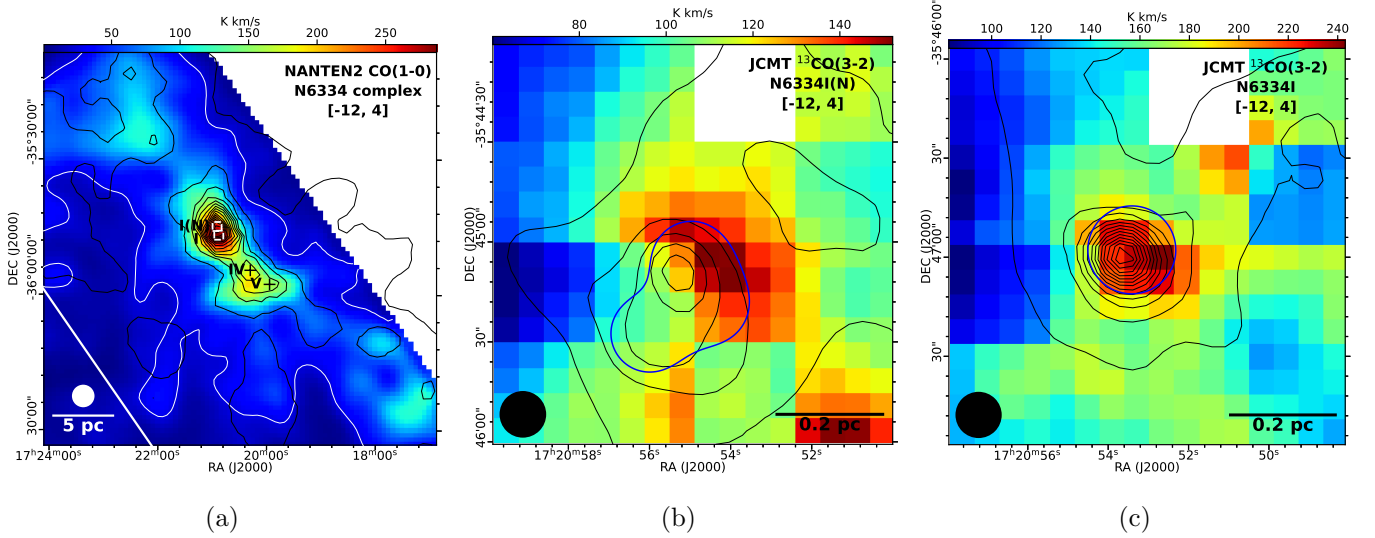 K km/s
50 100 150 200 250
NANTEN2 CO(1-0)
N6334 complex
[-12, 4]
I(N)
I
IV+
V+
5 pc
DEC (J2000)
-35°30'00"
-36°00'00"
30'00"
17ʰ24ᵐ00ˢ 22ᵐ00ˢ 20ᵐ00ˢ 18ᵐ00ˢ
RA (J2000)
(a)
K km/s
80 100 120 140
JCMT ¹³CO(3-2)
N6334I(N)
[-12, 4]
0.2 pc
DEC (J2000)
-35°44'30"
45'00"
30"
46'00"
17ʰ20ᵐ58ˢ 56ˢ 54ˢ 52ˢ
RA (J2000)
(b)
K km/s
100 120 140 160 180 200 220 240
JCMT ¹³CO(3-2)
N6334I
[-12, 4]
0.2 pc
DEC (J2000)
-35°46'00"
30"
47'00"
30"
17ʰ20ᵐ56ˢ 54ˢ 52ˢ 50ˢ
RA (J2000)
(c)